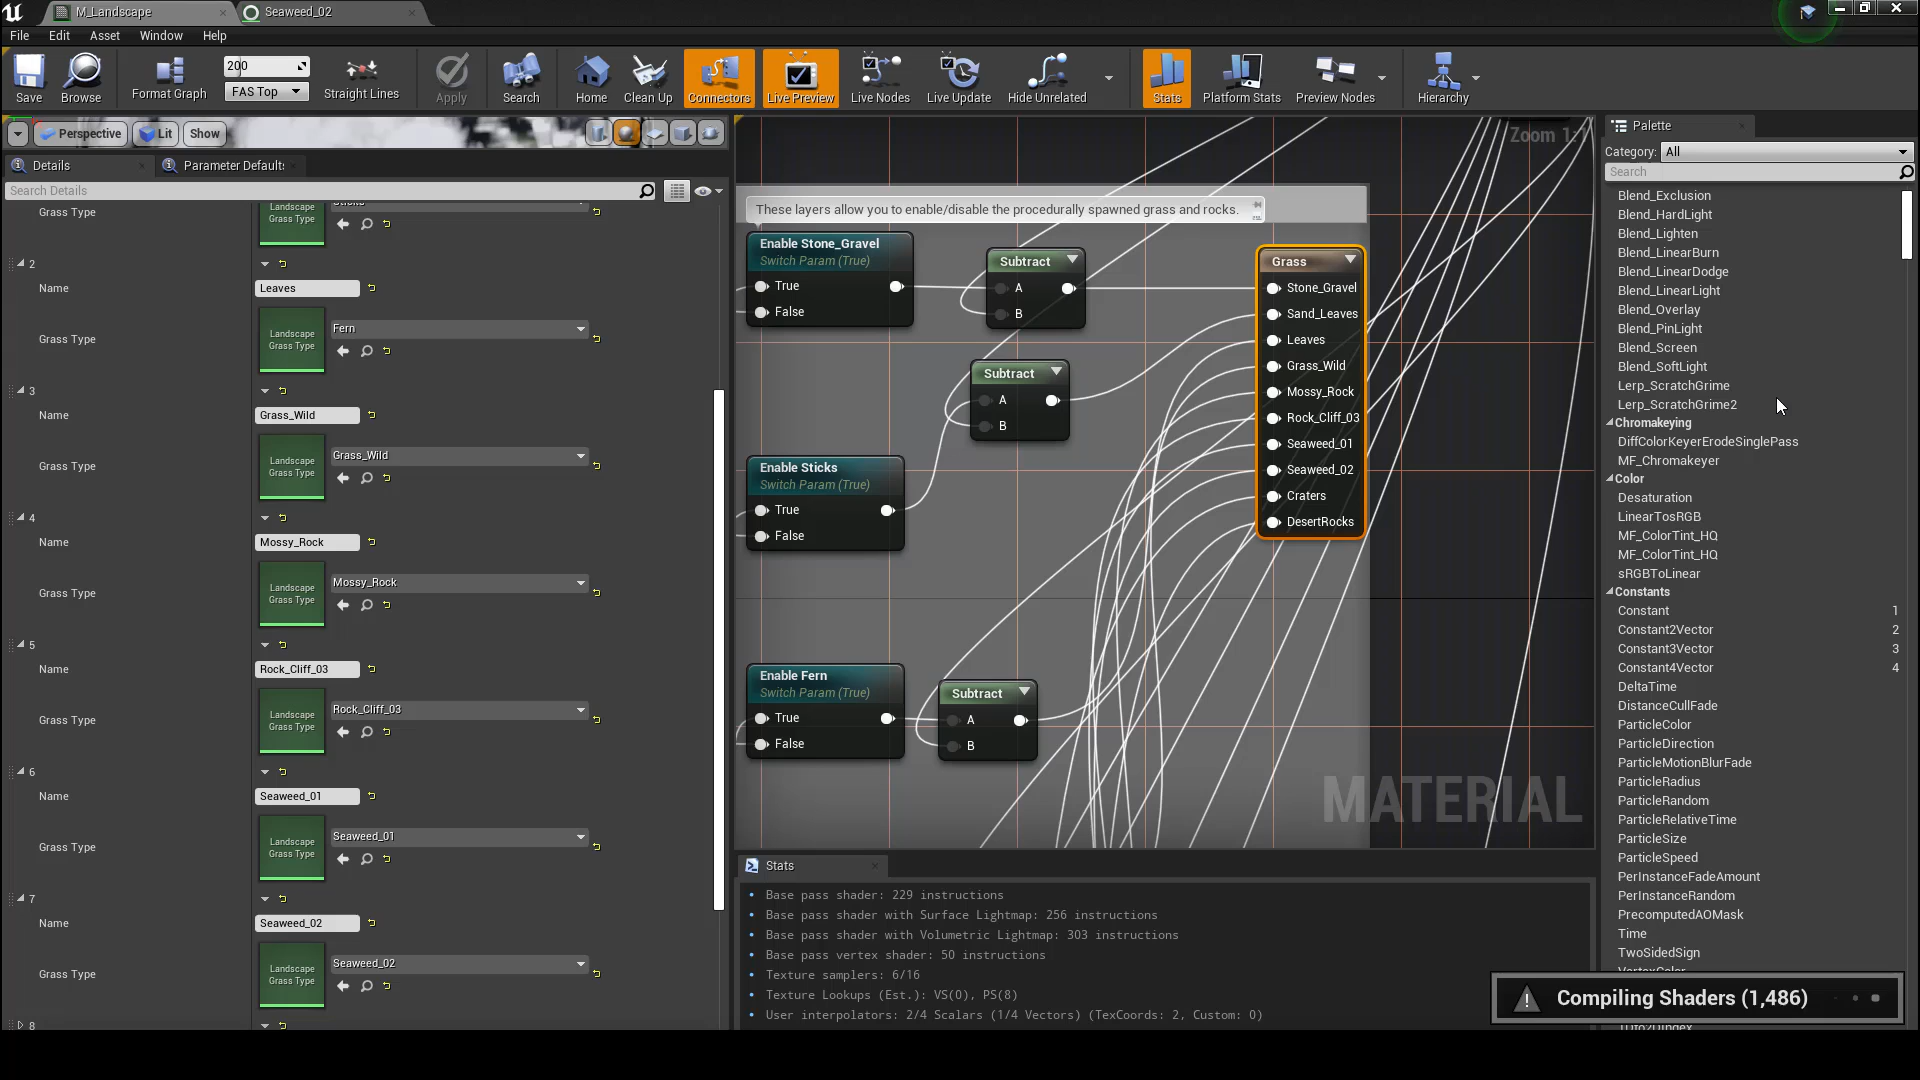 M_Landscape
Seaweed_02
File Edit Asset Window Help
Save
Browse
Format Graph
200
FAS Top
Straight Lines
Apply
Search
Home
Clean Up
Connectors
Live Preview
Live Nodes
Live Update
Hide Unrelated
Stats
Platform Stats
Preview Nodes
Hierarchy
Perspective
Lit
Show
Details
Parameter Defaults
Search Details
Grass Type
Landscape
Grass Type
2
Name
Leaves
Grass Type
Landscape
Grass Type
Fern
3
Name
Grass_Wild
Grass Type
Landscape
Grass Type
Grass_Wild
4
Name
Mossy_Rock
Grass Type
Landscape
Grass Type
Mossy_Rock
5
Name
Rock_Cliff_03
Grass Type
Landscape
Grass Type
Rock_Cliff_03
6
Name
Seaweed_01
Grass Type
Landscape
Grass Type
Seaweed_01
7
Name
Seaweed_02
Grass Type
Landscape
Grass Type
Seaweed_02
8
Zoom 1:1
These layers allow you to enable/disable the procedurally spawned grass and rocks.
Enable Stone_Gravel
Switch Param (True)
True
False
Subtract
A
B
Subtract
A
B
Enable Sticks
Switch Param (True)
True
False
Enable Fern
Switch Param (True)
True
False
Subtract
A
B
Grass
Stone_Gravel
Sand_Leaves
Leaves
Grass_Wild
Mossy_Rock
Rock_Cliff_03
Seaweed_01
Seaweed_02
Craters
DesertRocks
MATERIAL
Stats
Base pass shader: 229 instructions
Base pass shader with Surface Lightmap: 256 instructions
Base pass shader with Volumetric Lightmap: 303 instructions
Base pass vertex shader: 50 instructions
Texture samplers: 6/16
Texture Lookups (Est.): VS(0), PS(8)
User interpolators: 2/4 Scalars (1/4 Vectors) (TexCoords: 2, Custom: 0)
Palette
Category: All
Search
Blend_Exclusion
Blend_HardLight
Blend_Lighten
Blend_LinearBurn
Blend_LinearDodge
Blend_LinearLight
Blend_Overlay
Blend_PinLight
Blend_Screen
Blend_SoftLight
Lerp_ScratchGrime
Lerp_ScratchGrime2
Chromakeying
DiffColorKeyerErodeSinglePass
MF_Chromakeyer
Color
Desaturation
LinearTosRGB
MF_ColorTint_HQ
MF_ColorTint_HQ
sRGBToLinear
Constants
Constant 1
Constant2Vector 2
Constant3Vector 3
Constant4Vector 4
DeltaTime
DistanceCullFade
ParticleColor
ParticleDirection
ParticleMotionBlurFade
ParticleRadius
ParticleRandom
ParticleRelativeTime
ParticleSize
ParticleSpeed
PerInstanceFadeAmount
PerInstanceRandom
PrecomputedAOMask
Time
TwoSidedSign
VertexColor
Compiling Shaders (1,486)